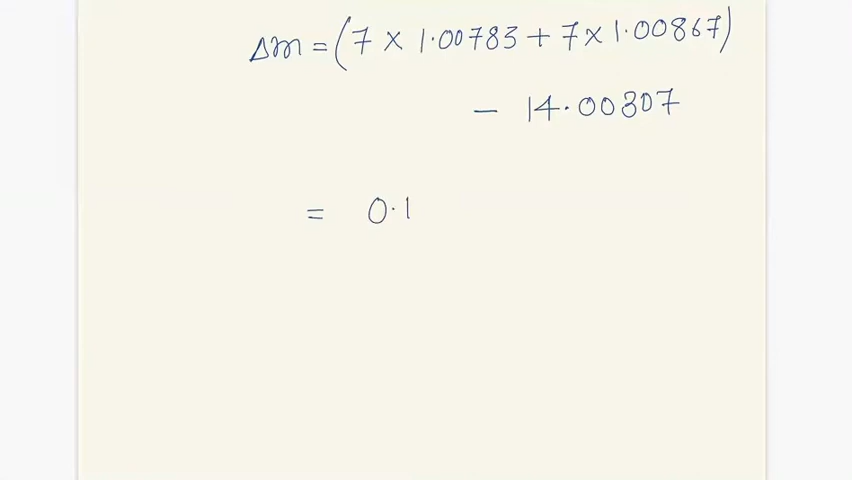 Δm = (7 × 1.00783 + 7 × 1.00867)
− 14.00307
= 0.1